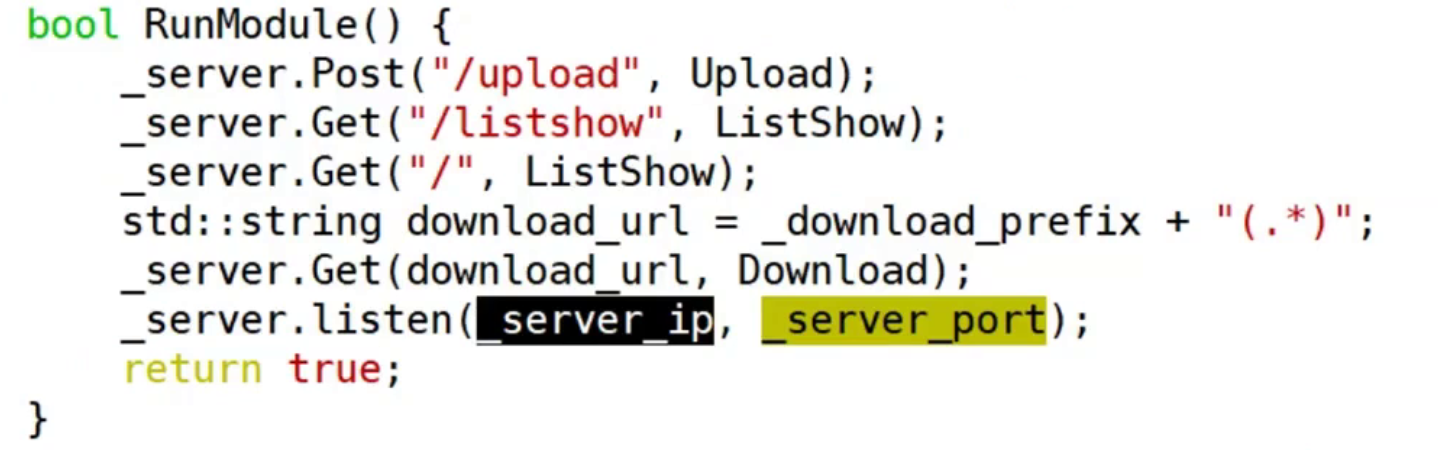 bool RunModule() {
    _server.Post("/upload", Upload);
    _server.Get("/listshow", ListShow);
    _server.Get("/", ListShow);
    std::string download_url = _download_prefix + "(.*)";
    _server.Get(download_url, Download);
    _server.listen(_server_ip, _server_port);
    return true;
}